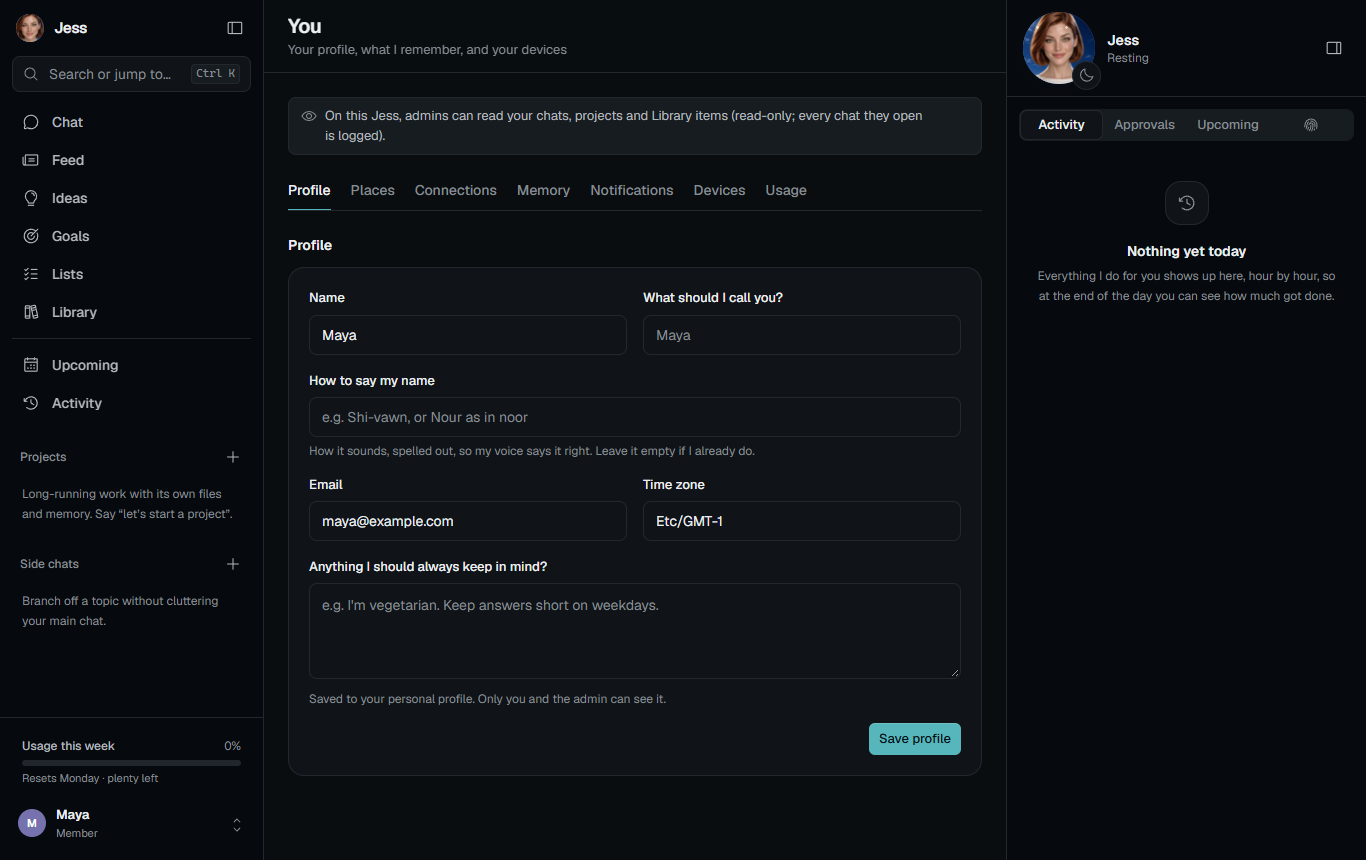 Jess
Search or jump to...
Ctrl K
Chat
Feed
Ideas
Goals
Lists
Library
Upcoming
Activity
Projects
Long-running work with its own files
and memory. Say “let's start a project”.
Side chats
Branch off a topic without cluttering
your main chat.
Usage this week
0%
Resets Monday · plenty left
M
Maya
Member
You
Your profile, what I remember, and your devices
On this Jess, admins can read your chats, projects and Library items (read-only; every chat they open
is logged).
Profile
Places
Connections
Memory
Notifications
Devices
Usage
Profile
Name
What should I call you?
Maya
Maya
How to say my name
e.g. Shi-vawn, or Nour as in noor
How it sounds, spelled out, so my voice says it right. Leave it empty if I already do.
Email
Time zone
maya@example.com
Etc/GMT-1
Anything I should always keep in mind?
e.g. I'm vegetarian. Keep answers short on weekdays.
Saved to your personal profile. Only you and the admin can see it.
Save profile
Jess
Resting
Activity
Approvals
Upcoming
Nothing yet today
Everything I do for you shows up here, hour by hour, so
at the end of the day you can see how much got done.